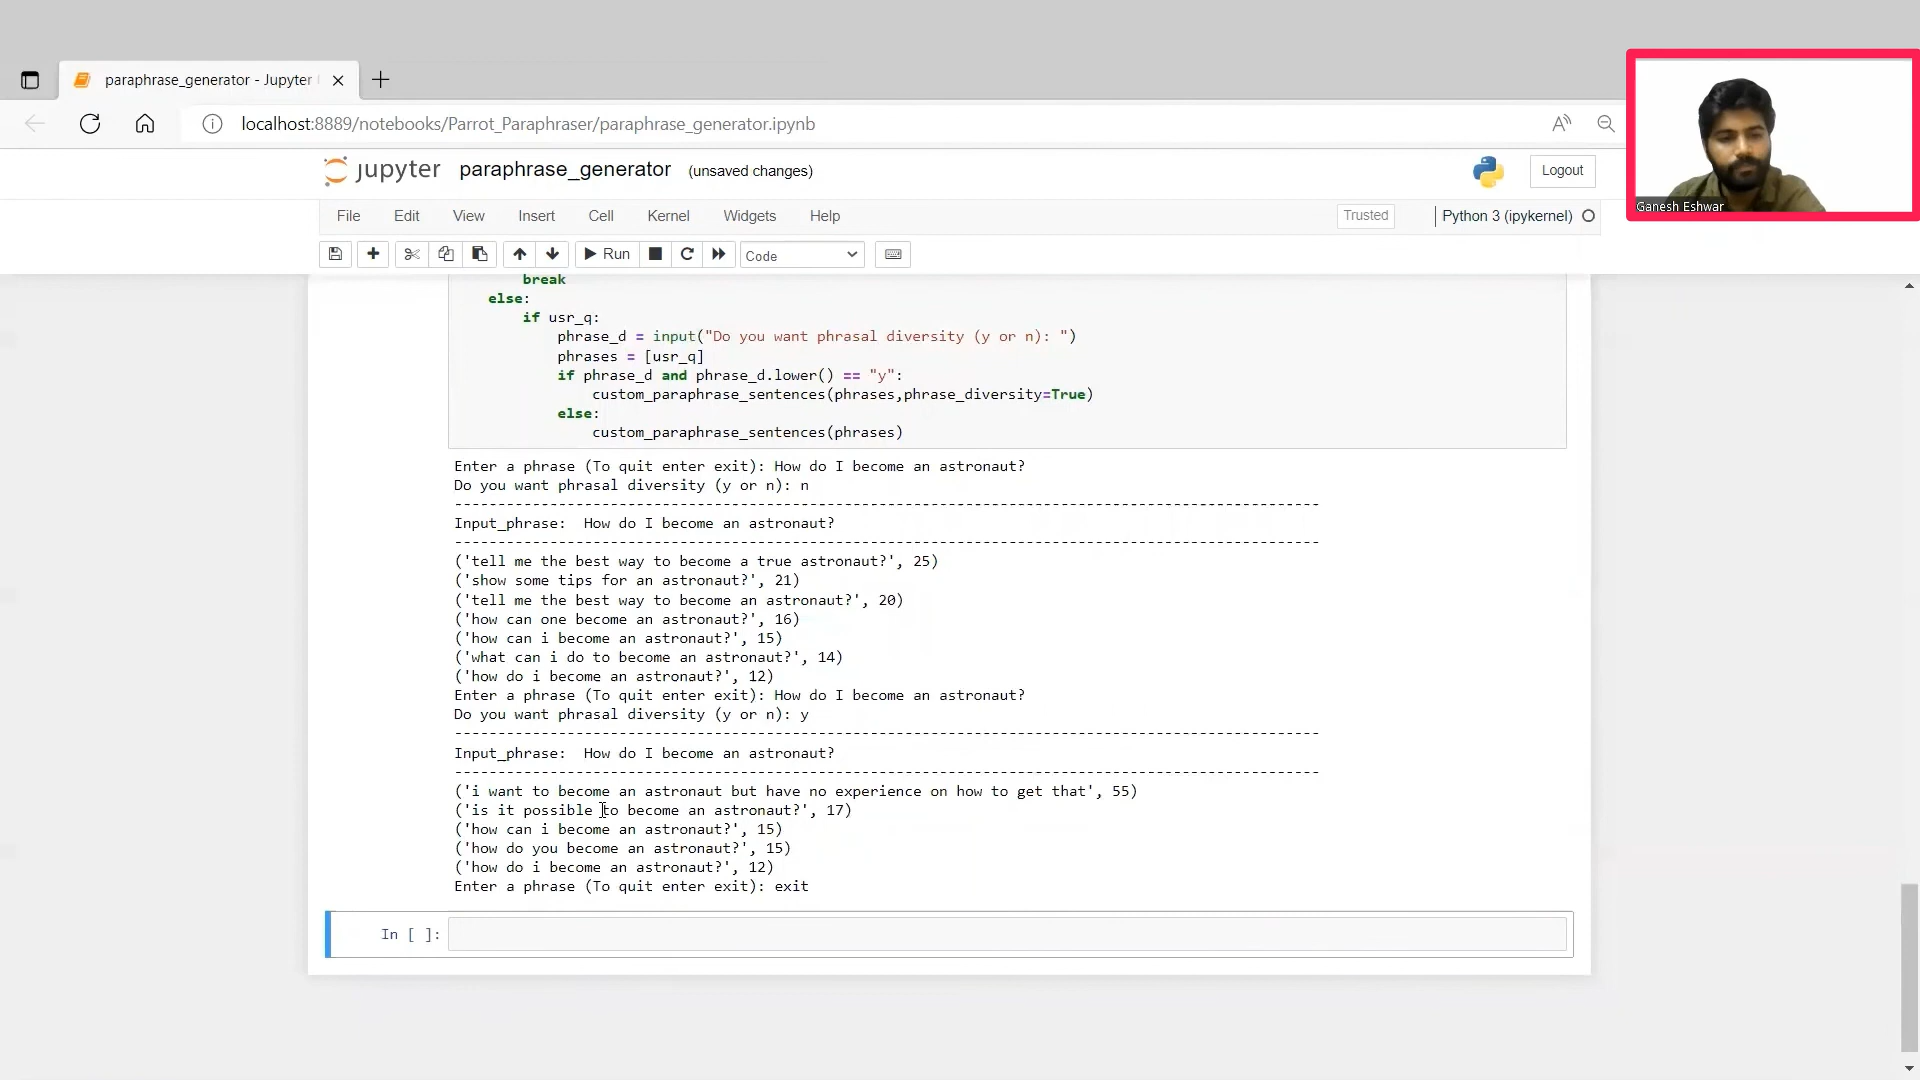 paraphrase_generator - Jupyter
localhost:8889/notebooks/Parrot_Paraphraser/paraphrase_generator.ipynb
jupyter paraphrase_generator (unsaved changes)
Logout
Ganesh Eshwar
File Edit View Insert Cell Kernel Widgets Help
Trusted
Python 3 (ipykernel)
Run
Code
break
else:
if usr_q:
phrase_d = input("Do you want phrasal diversity (y or n): ")
phrases = [usr_q]
if phrase_d and phrase_d.lower() == "y":
custom_paraphrase_sentences(phrases,phrase_diversity=True)
else:
custom_paraphrase_sentences(phrases)
Enter a phrase (To quit enter exit): How do I become an astronaut?
Do you want phrasal diversity (y or n): n
----------------------------------------------------------------------------------------------------
Input_phrase:  How do I become an astronaut?
----------------------------------------------------------------------------------------------------
('tell me the best way to become a true astronaut?', 25)
('show some tips for an astronaut?', 21)
('tell me the best way to become an astronaut?', 20)
('how can one become an astronaut?', 16)
('how can i become an astronaut?', 15)
('what can i do to become an astronaut?', 14)
('how do i become an astronaut?', 12)
Enter a phrase (To quit enter exit): How do I become an astronaut?
Do you want phrasal diversity (y or n): y
----------------------------------------------------------------------------------------------------
Input_phrase:  How do I become an astronaut?
----------------------------------------------------------------------------------------------------
('i want to become an astronaut but have no experience on how to get that', 55)
('is it possible to become an astronaut?', 17)
('how can i become an astronaut?', 15)
('how do you become an astronaut?', 15)
('how do i become an astronaut?', 12)
Enter a phrase (To quit enter exit): exit
In [ ]: